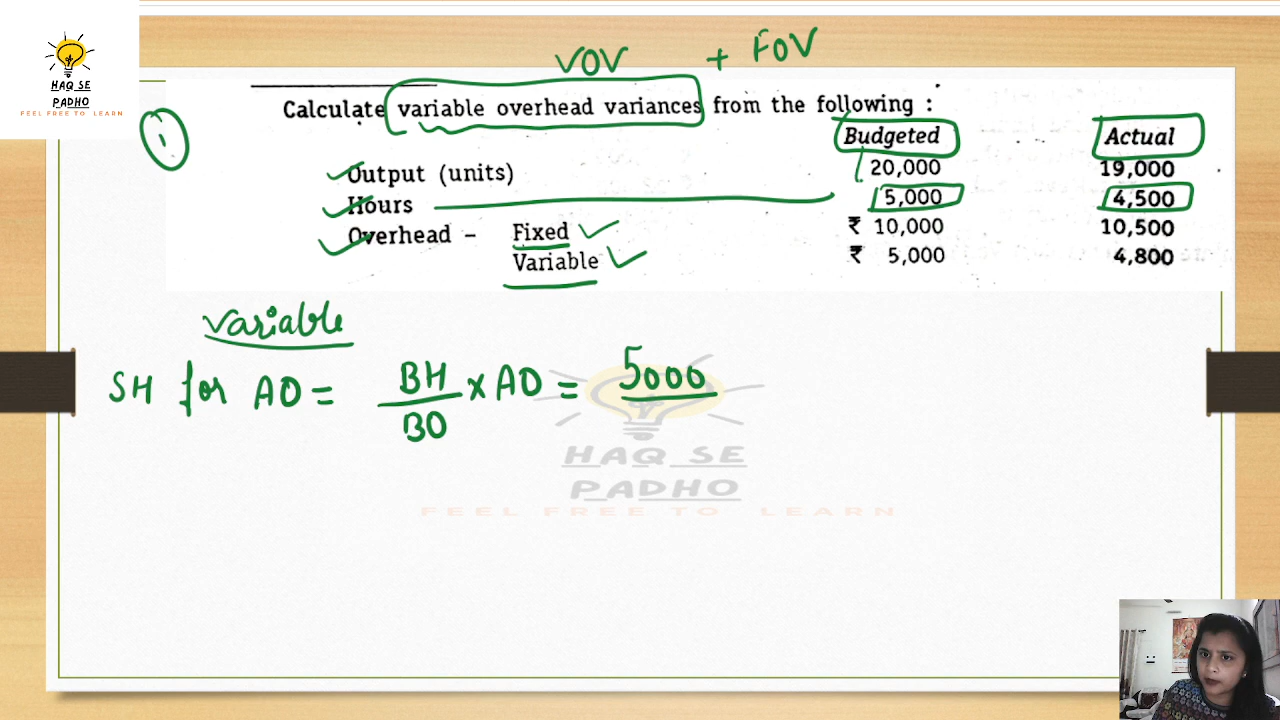 HAQ SE
PADHO
FEEL FREE TO LEARN
VOV + FOV
1
Calculate variable overhead variances from the following :
Budgeted Actual
Output (units) 20,000 19,000
Hours 5,000 4,500
Overhead – Fixed ₹ 10,000 10,500
Variable ₹ 5,000 4,800
Variable
SH for AO = BH/BO × AO = 5000
HAQ SE
PADHO
FEEL FREE TO LEARN